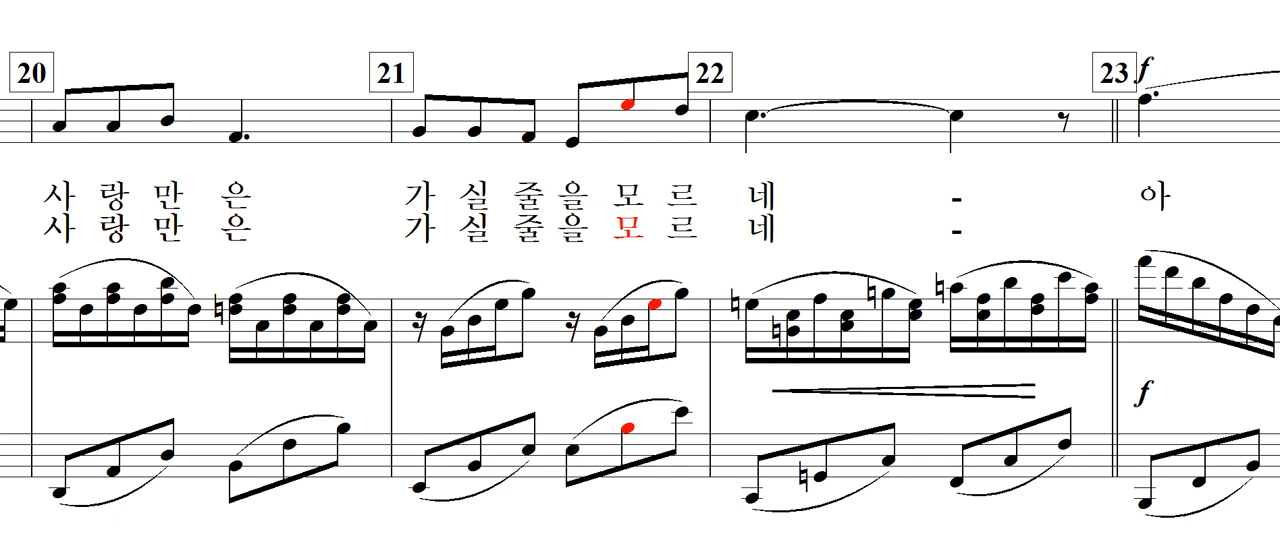 20 21 22 23 f
사 랑 만 은 가 실 줄 을 모 르 네 아
사 랑 만 은 가 실 줄 을 모 르 네 -
f